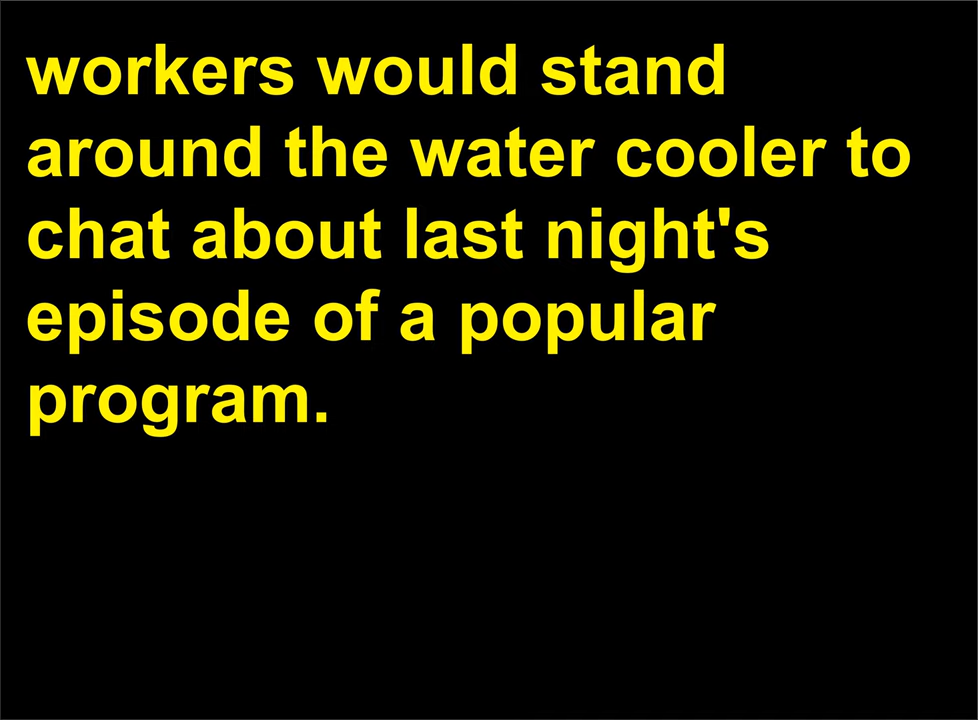 workers would stand
around the water cooler to
chat about last night's
episode of a popular
program.